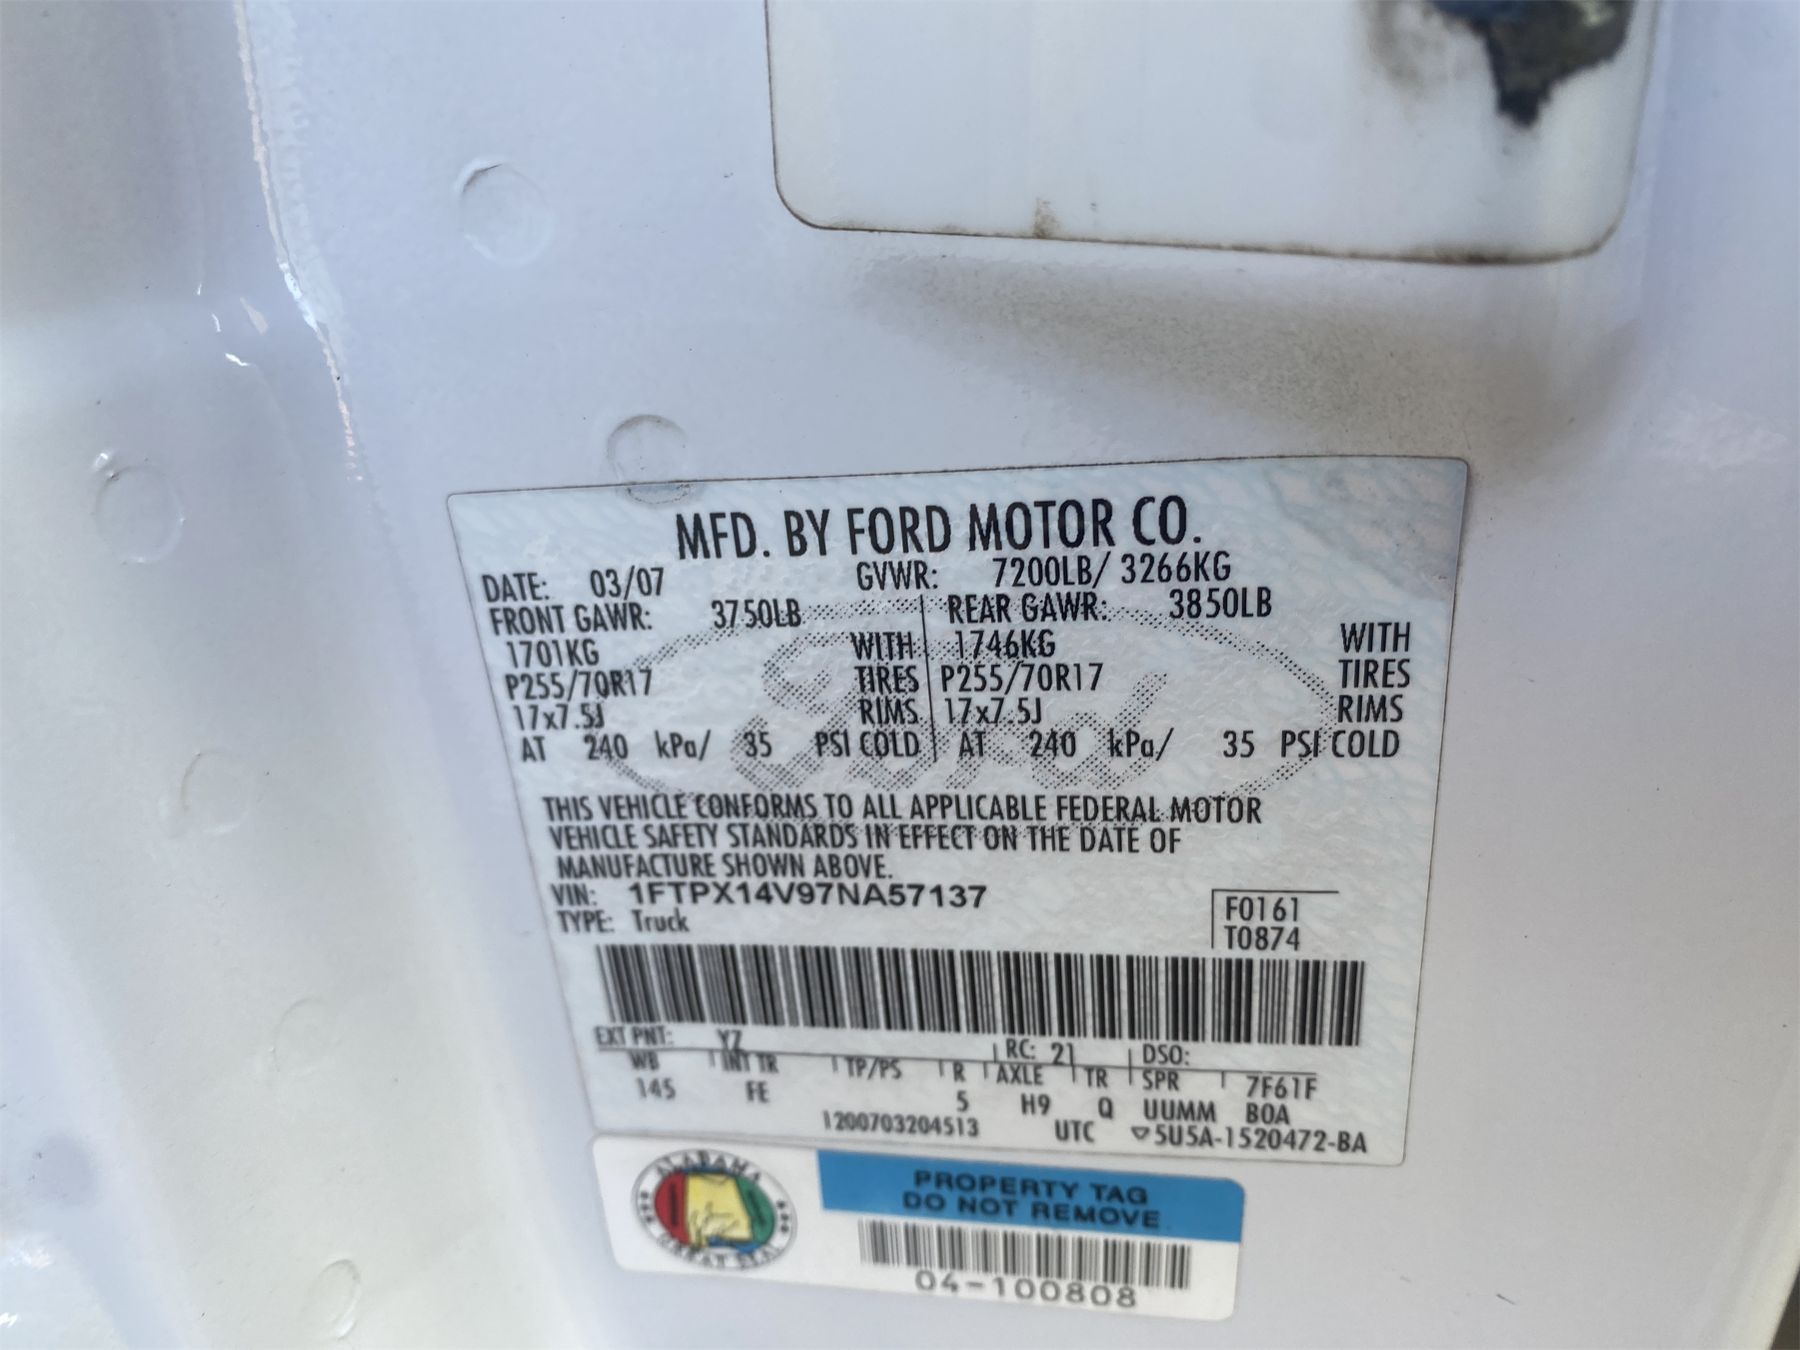 MFD. BY FORD MOTOR CO.
DATE: 03/07 GVWR: 7200LB/ 3266KG
FRONT GAWR: 3750LB REAR GAWR: 3850LB
1701KG WITH 1746KG WITH
P255/70R17 TIRES P255/70R17 TIRES
17x7.5J RIMS 17x7.5J RIMS
AT 240 kPa/ 35 PSI COLD AT 240 kPa/ 35 PSI COLD
Ford
THIS VEHICLE CONFORMS TO ALL APPLICABLE FEDERAL MOTOR
VEHICLE SAFETY STANDARDS IN EFFECT ON THE DATE OF
MANUFACTURE SHOWN ABOVE.
VIN: 1FTPX14V97NA57137
TYPE: Truck
F0161
T0874
EXT PNT: YZ RC: 21 DSO:
WB INT TR TP/PS R AXLE TR SPR 7F61F
145 FE 5 H9 Q UUMM BOA
1200703204513 UTC ▽5U5A-1520472-BA
ALABAMA
GREAT SEAL
PROPERTY TAG
DO NOT REMOVE
04-100808